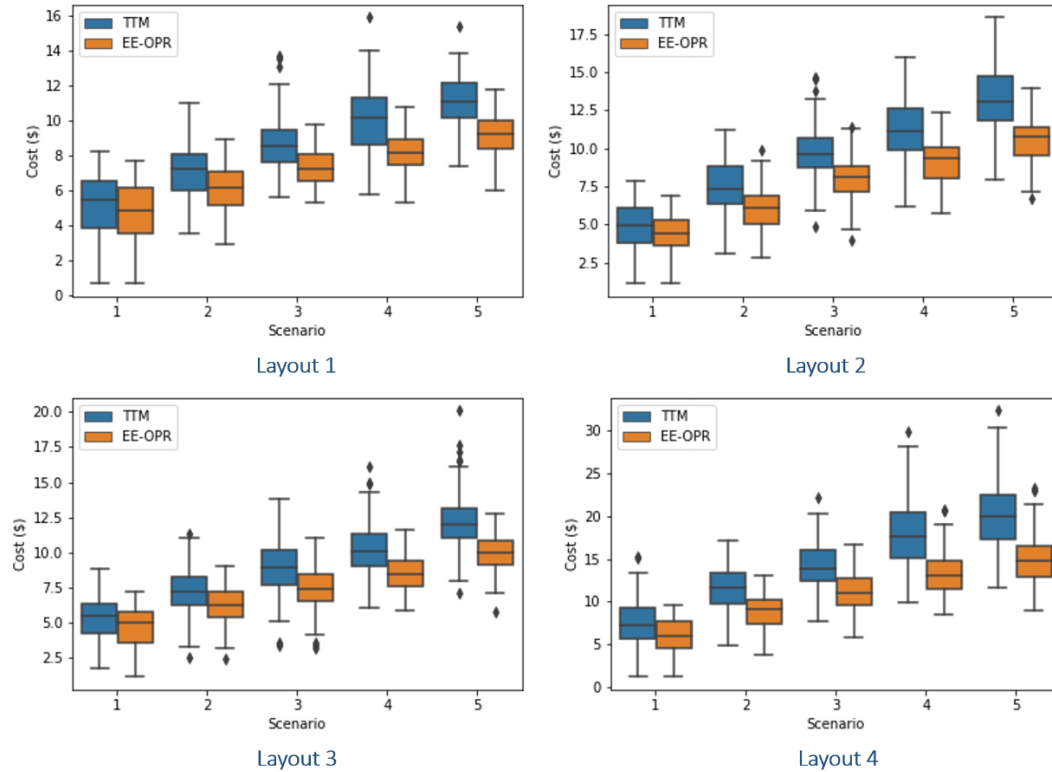 TTM
EE-OPR
16
14
12
10
8
6
4
2
0
Cost ($)
1 2 3 4 5
Scenario
Layout 1
TTM
EE-OPR
17.5
15.0
12.5
10.0
7.5
5.0
2.5
Cost ($)
1 2 3 4 5
Scenario
Layout 2
TTM
EE-OPR
20.0
17.5
15.0
12.5
10.0
7.5
5.0
2.5
Cost ($)
1 2 3 4 5
Scenario
Layout 3
TTM
EE-OPR
30
25
20
15
10
5
0
Cost ($)
1 2 3 4 5
Scenario
Layout 4